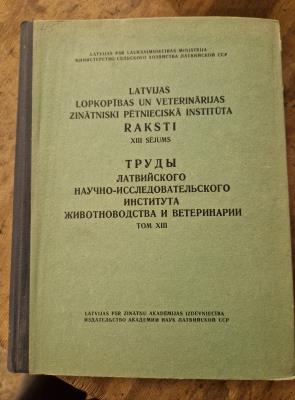 LATVIJAS PSR LAUKSAIMNIECĪBAS MINISTRIJA
МИНИСТЕРСТВО СЕЛЬСКОГО ХОЗЯЙСТВА ЛАТВИЙСКОЙ ССР
LATVIJAS
LOPKOPĪBAS UN VETERINĀRIJAS
ZINĀTNISKI PĒTNIECISKĀ INSTITŪTA
RAKSTI
XIII SĒJUMS
ТРУДЫ
ЛАТВИЙСКОГО
НАУЧНО-ИССЛЕДОВАТЕЛЬСКОГО
ИНСТИТУТА
ЖИВОТНОВОДСТВА И ВЕТЕРИНАРИИ
ТОМ XIII
LATVIJAS PSR ZINĀTŅU AKADĒMIJAS IZDEVNIECĪBA
ИЗДАТЕЛЬСТВО АКАДЕМИИ НАУК ЛАТВИЙСКОЙ ССР